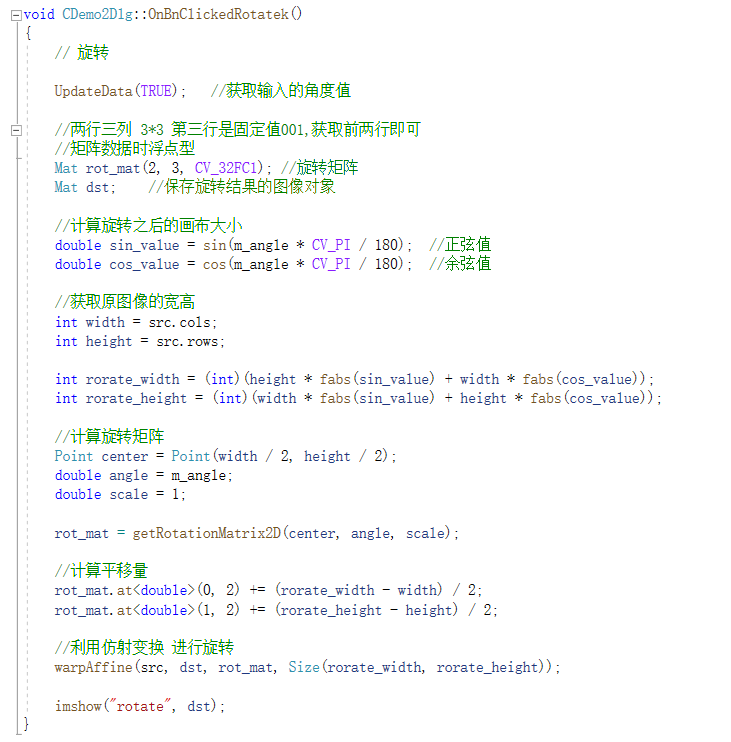 void CDemo2Dlg::OnBnClickedRotatek()
{
// 旋转
UpdateData(TRUE);   //获取输入的角度值
//两行三列 3*3 第三行是固定值001,获取前两行即可
//矩阵数据时浮点型
Mat rot_mat(2, 3, CV_32FC1); //旋转矩阵
Mat dst;    //保存旋转结果的图像对象
//计算旋转之后的画布大小
double sin_value = sin(m_angle * CV_PI / 180);  //正弦值
double cos_value = cos(m_angle * CV_PI / 180);  //余弦值
//获取原图像的宽高
int width = src.cols;
int height = src.rows;
int rorate_width = (int)(height * fabs(sin_value) + width * fabs(cos_value));
int rorate_height = (int)(width * fabs(sin_value) + height * fabs(cos_value));
//计算旋转矩阵
Point center = Point(width / 2, height / 2);
double angle = m_angle;
double scale = 1;
rot_mat = getRotationMatrix2D(center, angle, scale);
//计算平移量
rot_mat.at<double>(0, 2) += (rorate_width - width) / 2;
rot_mat.at<double>(1, 2) += (rorate_height - height) / 2;
//利用仿射变换 进行旋转
warpAffine(src, dst, rot_mat, Size(rorate_width, rorate_height));
imshow("rotate", dst);
}